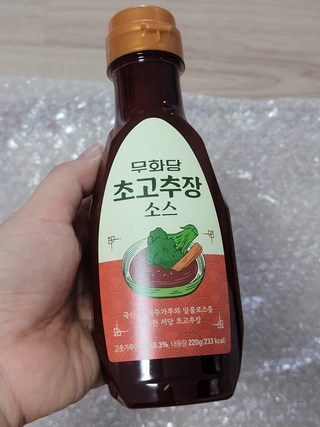 무화담
초고추장
소스
국산 알룰로스를
저당 초고추장
내용량 220g(233 kcal)